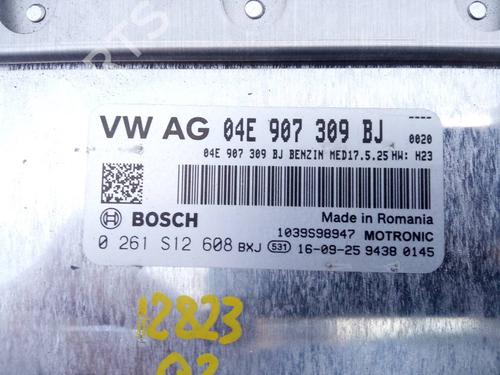 VW AG 04E 907 309 BJ ---- 0020
04E 907 309 BJ BENZIN MED17.5.25 HW: H23
BOSCH
Made in Romania
1039S98947 MOTRONIC
0 261 S12 608 BXJ 531 16-09-25 9438 0145
12823